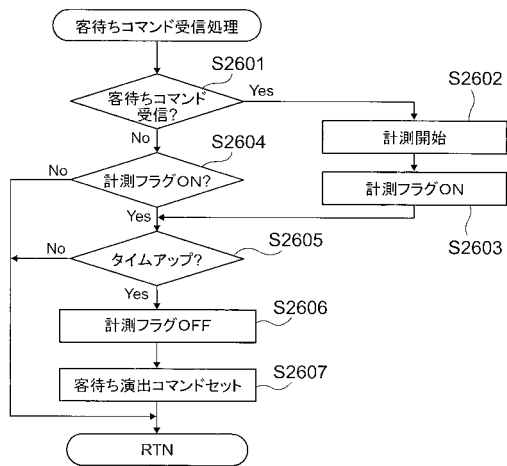 客待ちコマンド受信処理
S2601
客待ちコマンド
受信?
Yes
S2602
No
計測開始
S2604
No
計測フラグON?
計測フラグON
Yes
S2603
S2605
No
タイムアップ?
Yes
S2606
計測フラグOFF
S2607
客待ち演出コマンドセット
RTN